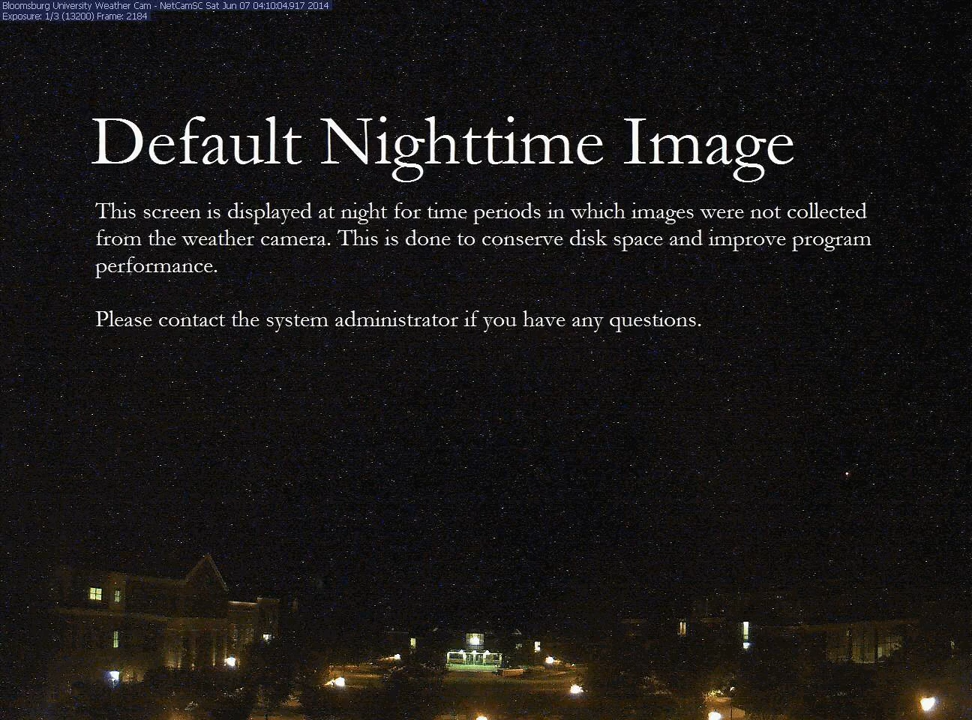 Bloomsburg University Weather Cam - NetCamSC Sat Jun 07 04:10:04.917 2014
Exposure: 1/3 (13200) Frame: 2184
Default Nighttime Image
This screen is displayed at night for time periods in which images were not collected
from the weather camera. This is done to conserve disk space and improve program
performance.
Please contact the system administrator if you have any questions.